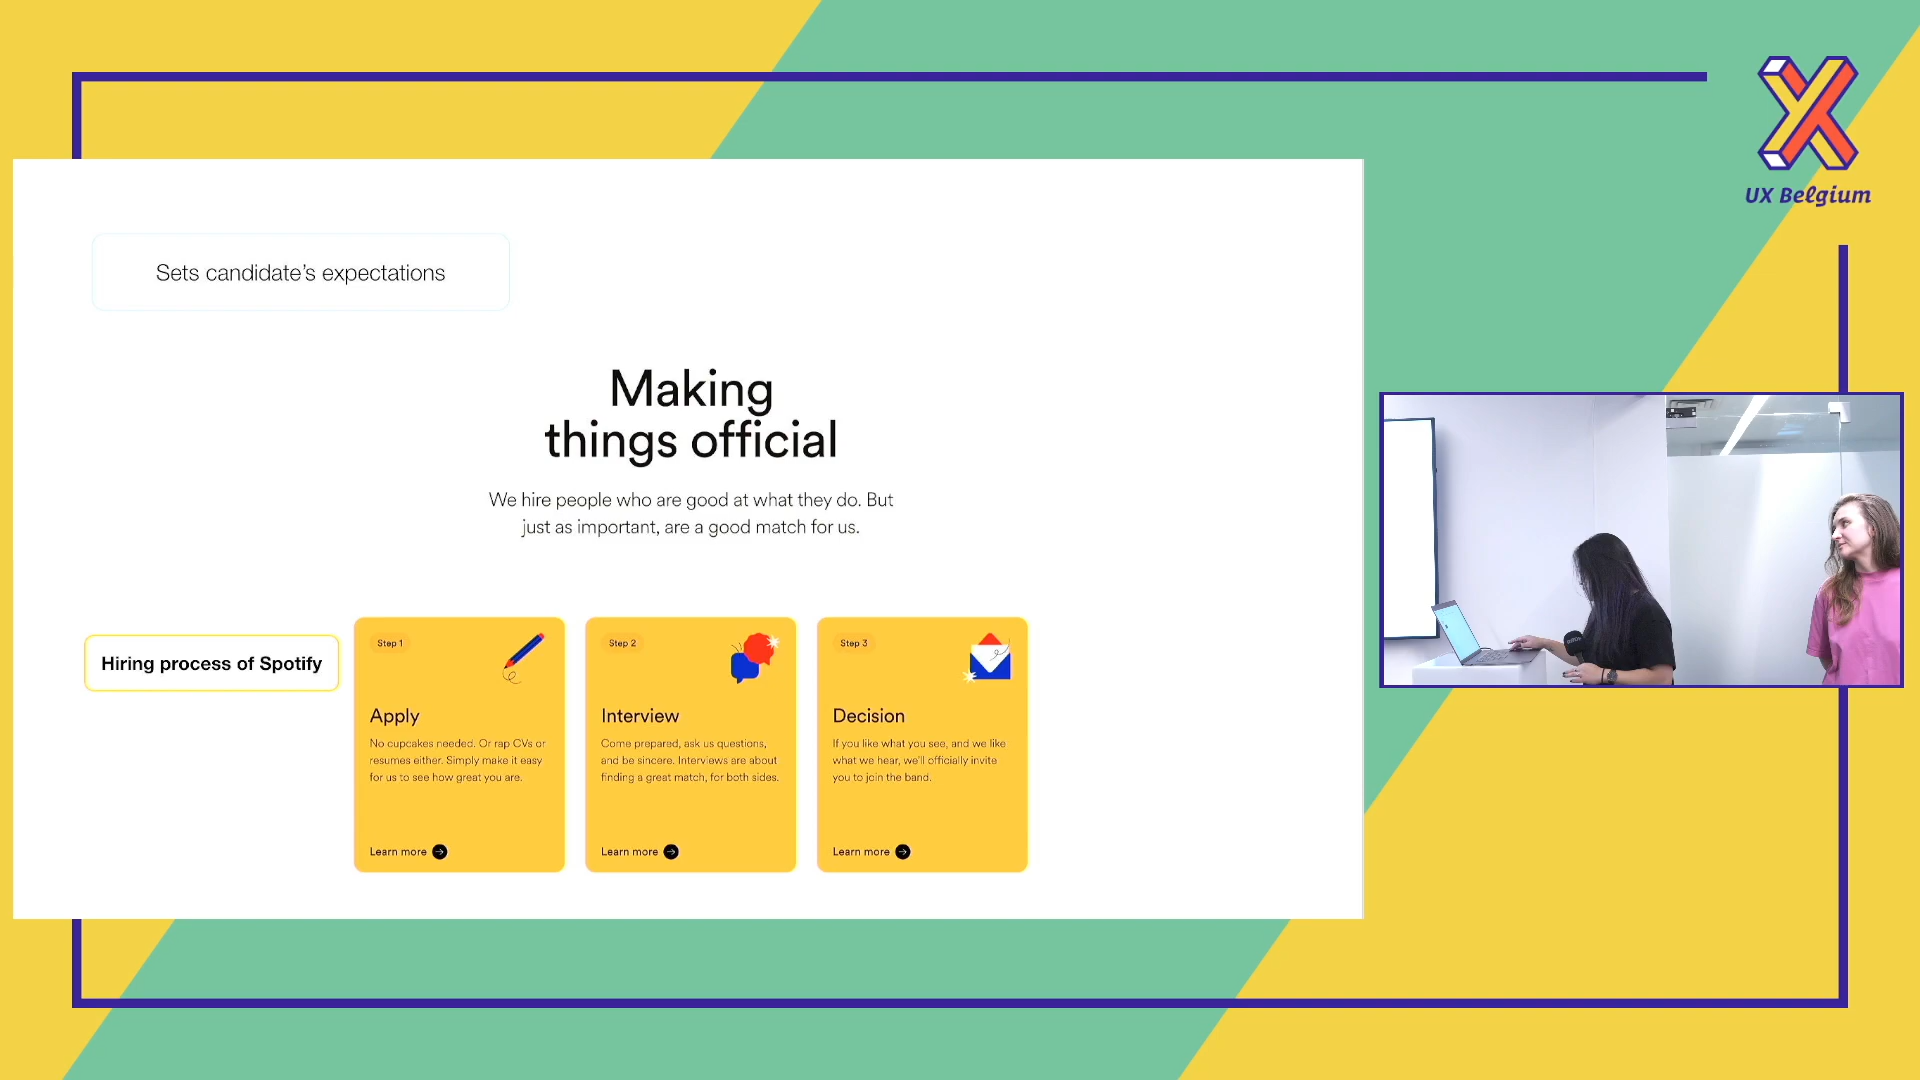 UX Belgium
Sets candidate's expectations
Making
things official
We hire people who are good at what they do. But
just as important, are a good match for us.
Hiring process of Spotify
Step 1
Apply
No cupcakes needed. Or rap CVs or
resumes either. Simply make it easy
for us to see how great you are.
Learn more
Step 2
Interview
Come prepared, ask us questions,
and be sincere. Interviews are about
finding a great match, for both sides.
Learn more
Step 3
Decision
If you like what you see, and we like
what we hear, we'll officially invite
you to join the band.
Learn more